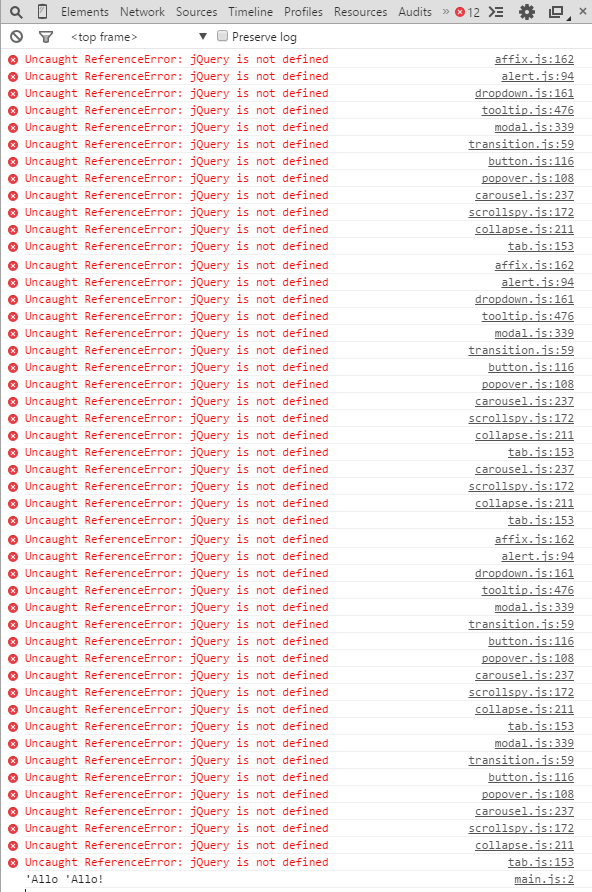 Elements Network Sources Timeline Profiles Resources Audits » 12
<top frame> Preserve log
Uncaught ReferenceError: jQuery is not defined affix.js:162
Uncaught ReferenceError: jQuery is not defined alert.js:94
Uncaught ReferenceError: jQuery is not defined dropdown.js:161
Uncaught ReferenceError: jQuery is not defined tooltip.js:476
Uncaught ReferenceError: jQuery is not defined modal.js:339
Uncaught ReferenceError: jQuery is not defined transition.js:59
Uncaught ReferenceError: jQuery is not defined button.js:116
Uncaught ReferenceError: jQuery is not defined popover.js:108
Uncaught ReferenceError: jQuery is not defined carousel.js:237
Uncaught ReferenceError: jQuery is not defined scrollspy.js:172
Uncaught ReferenceError: jQuery is not defined collapse.js:211
Uncaught ReferenceError: jQuery is not defined tab.js:153
Uncaught ReferenceError: jQuery is not defined affix.js:162
Uncaught ReferenceError: jQuery is not defined alert.js:94
Uncaught ReferenceError: jQuery is not defined dropdown.js:161
Uncaught ReferenceError: jQuery is not defined tooltip.js:476
Uncaught ReferenceError: jQuery is not defined modal.js:339
Uncaught ReferenceError: jQuery is not defined transition.js:59
Uncaught ReferenceError: jQuery is not defined button.js:116
Uncaught ReferenceError: jQuery is not defined popover.js:108
Uncaught ReferenceError: jQuery is not defined carousel.js:237
Uncaught ReferenceError: jQuery is not defined scrollspy.js:172
Uncaught ReferenceError: jQuery is not defined collapse.js:211
Uncaught ReferenceError: jQuery is not defined tab.js:153
Uncaught ReferenceError: jQuery is not defined carousel.js:237
Uncaught ReferenceError: jQuery is not defined scrollspy.js:172
Uncaught ReferenceError: jQuery is not defined collapse.js:211
Uncaught ReferenceError: jQuery is not defined tab.js:153
Uncaught ReferenceError: jQuery is not defined affix.js:162
Uncaught ReferenceError: jQuery is not defined alert.js:94
Uncaught ReferenceError: jQuery is not defined dropdown.js:161
Uncaught ReferenceError: jQuery is not defined tooltip.js:476
Uncaught ReferenceError: jQuery is not defined modal.js:339
Uncaught ReferenceError: jQuery is not defined transition.js:59
Uncaught ReferenceError: jQuery is not defined button.js:116
Uncaught ReferenceError: jQuery is not defined popover.js:108
Uncaught ReferenceError: jQuery is not defined carousel.js:237
Uncaught ReferenceError: jQuery is not defined scrollspy.js:172
Uncaught ReferenceError: jQuery is not defined collapse.js:211
Uncaught ReferenceError: jQuery is not defined tab.js:153
Uncaught ReferenceError: jQuery is not defined modal.js:339
Uncaught ReferenceError: jQuery is not defined transition.js:59
Uncaught ReferenceError: jQuery is not defined button.js:116
Uncaught ReferenceError: jQuery is not defined popover.js:108
Uncaught ReferenceError: jQuery is not defined carousel.js:237
Uncaught ReferenceError: jQuery is not defined scrollspy.js:172
Uncaught ReferenceError: jQuery is not defined collapse.js:211
Uncaught ReferenceError: jQuery is not defined tab.js:153
'Allo 'Allo! main.js:2